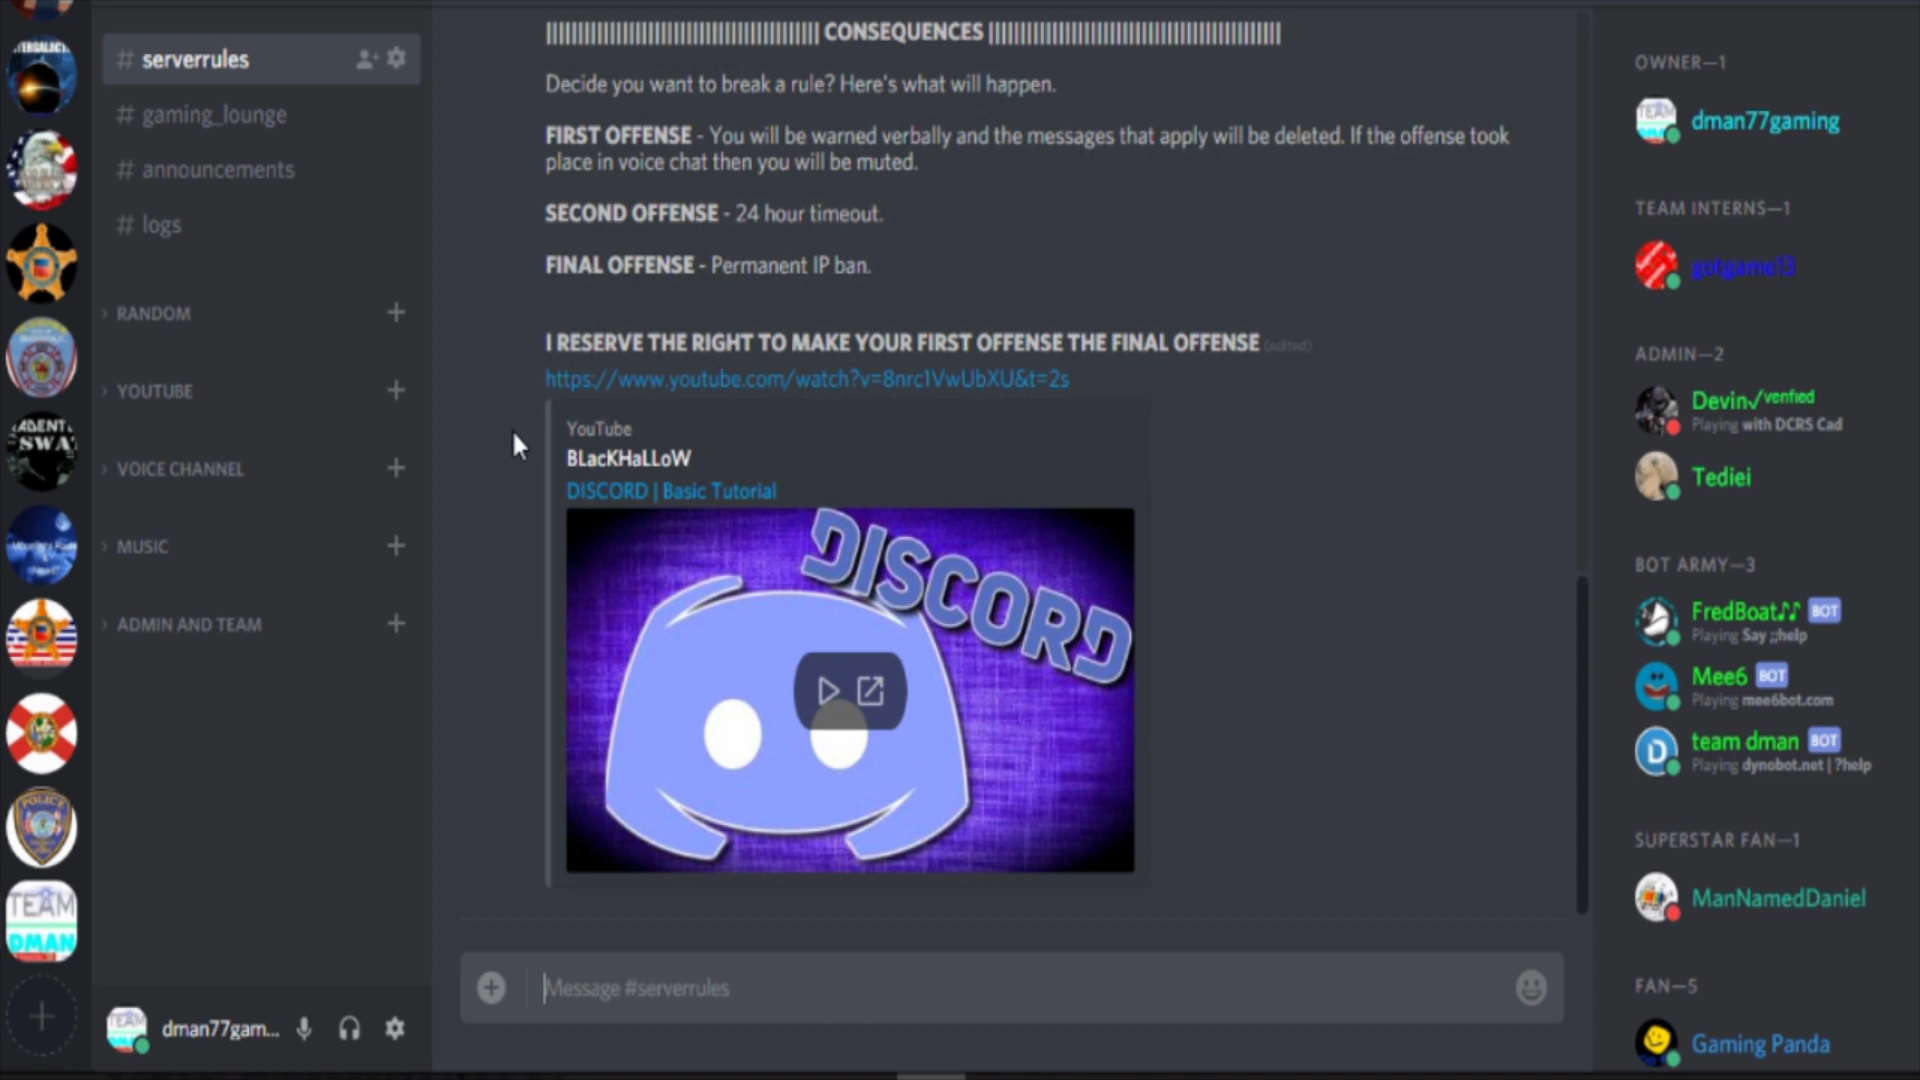 # serverrules
# gaming_lounge
# announcements
# logs
RANDOM
YOUTUBE
VOICE CHANNEL
MUSIC
ADMIN AND TEAM
TEAM
DMAN
POLICE
dman77gam...
CONSEQUENCES
Decide you want to break a rule? Here's what will happen.
FIRST OFFENSE - You will be warned verbally and the messages that apply will be deleted. If the offense took
place in voice chat then you will be muted.
SECOND OFFENSE - 24 hour timeout.
FINAL OFFENSE - Permanent IP ban.
I RESERVE THE RIGHT TO MAKE YOUR FIRST OFFENSE THE FINAL OFFENSE (edited)
https://www.youtube.com/watch?v=8nrc1VwUbXU&t=2s
YouTube
BLacKHaLLoW
DISCORD | Basic Tutorial
DISCORD
Message #serverrules
OWNER—1
dman77gaming
TEAM INTERNS—1
gotgame13
ADMIN—2
Devin✓verified
Playing with DCRS Cad
Tediei
BOT ARMY—3
FredBoat♪♪ BOT
Playing Say ;;help
Mee6 BOT
Playing mee6bot.com
team dman BOT
Playing dynobot.net | ?help
SUPERSTAR FAN—1
ManNamedDaniel
FAN—5
Gaming Panda